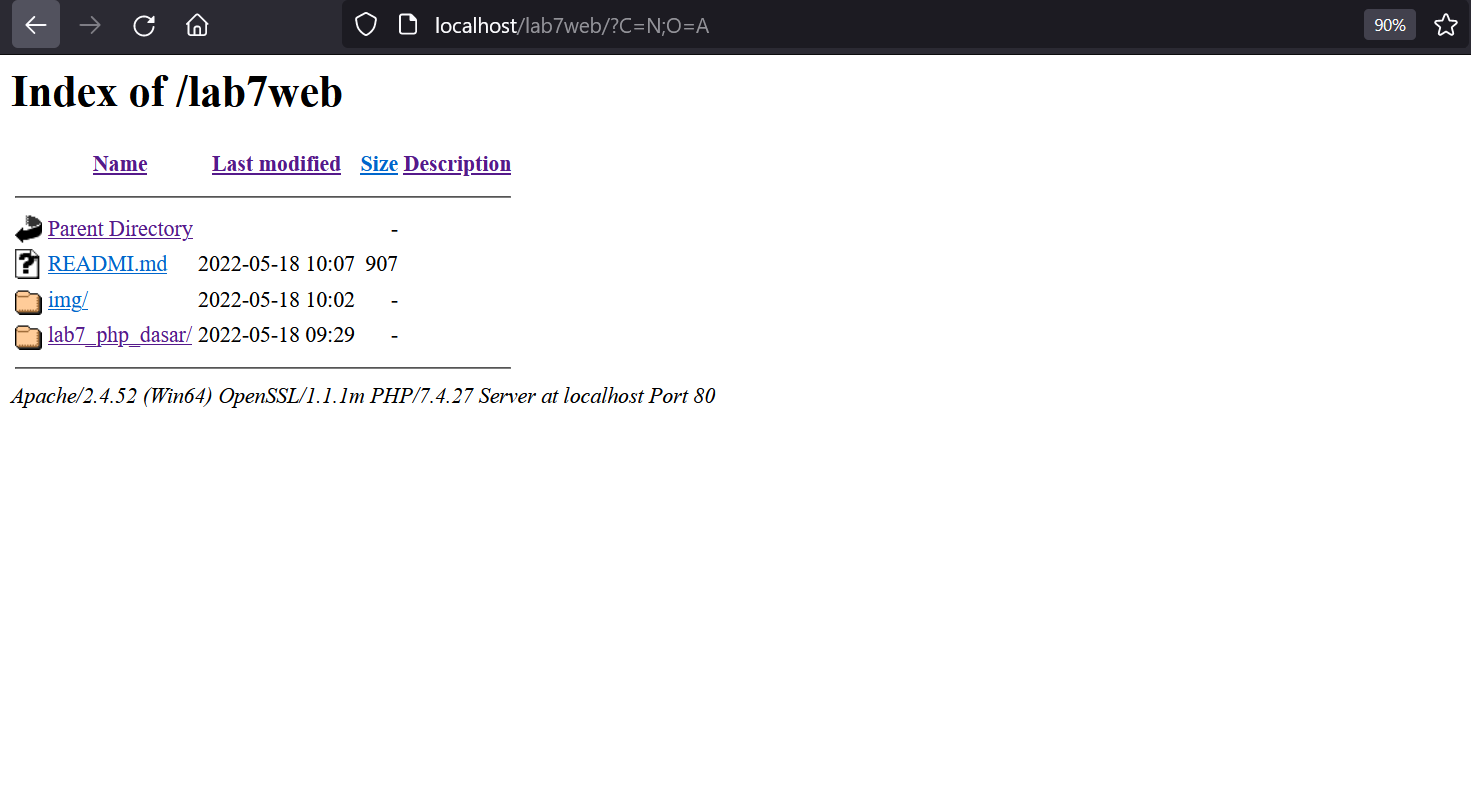 localhost/lab7web/?C=N;O=A 90%
Index of /lab7web
Name Last modified Size Description
Parent Directory -
READMI.md 2022-05-18 10:07 907
img/ 2022-05-18 10:02 -
lab7_php_dasar/ 2022-05-18 09:29 -
Apache/2.4.52 (Win64) OpenSSL/1.1.1m PHP/7.4.27 Server at localhost Port 80